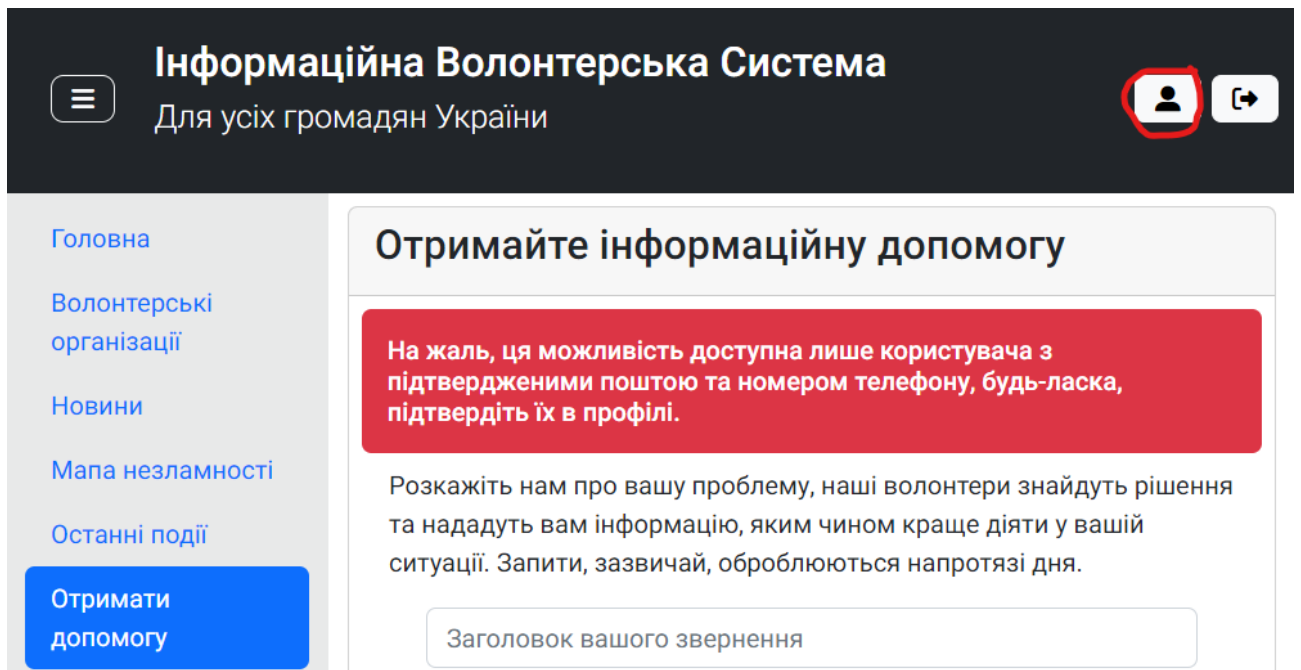 Інформаційна Волонтерська Система
Для усіх громадян України
Головна
Волонтерські
організації
Новини
Мапа незламності
Останні події
Отримати
допомогу
Отримайте інформаційну допомогу
На жаль, ця можливість доступна лише користувача з
підтвердженими поштою та номером телефону, будь-ласка,
підтвердіть їх в профілі.
Розкажіть нам про вашу проблему, наші волонтери знайдуть рішення
та нададуть вам інформацію, яким чином краще діяти у вашій
ситуації. Запити, зазвичай, оброблюються напротязі дня.
Заголовок вашого звернення